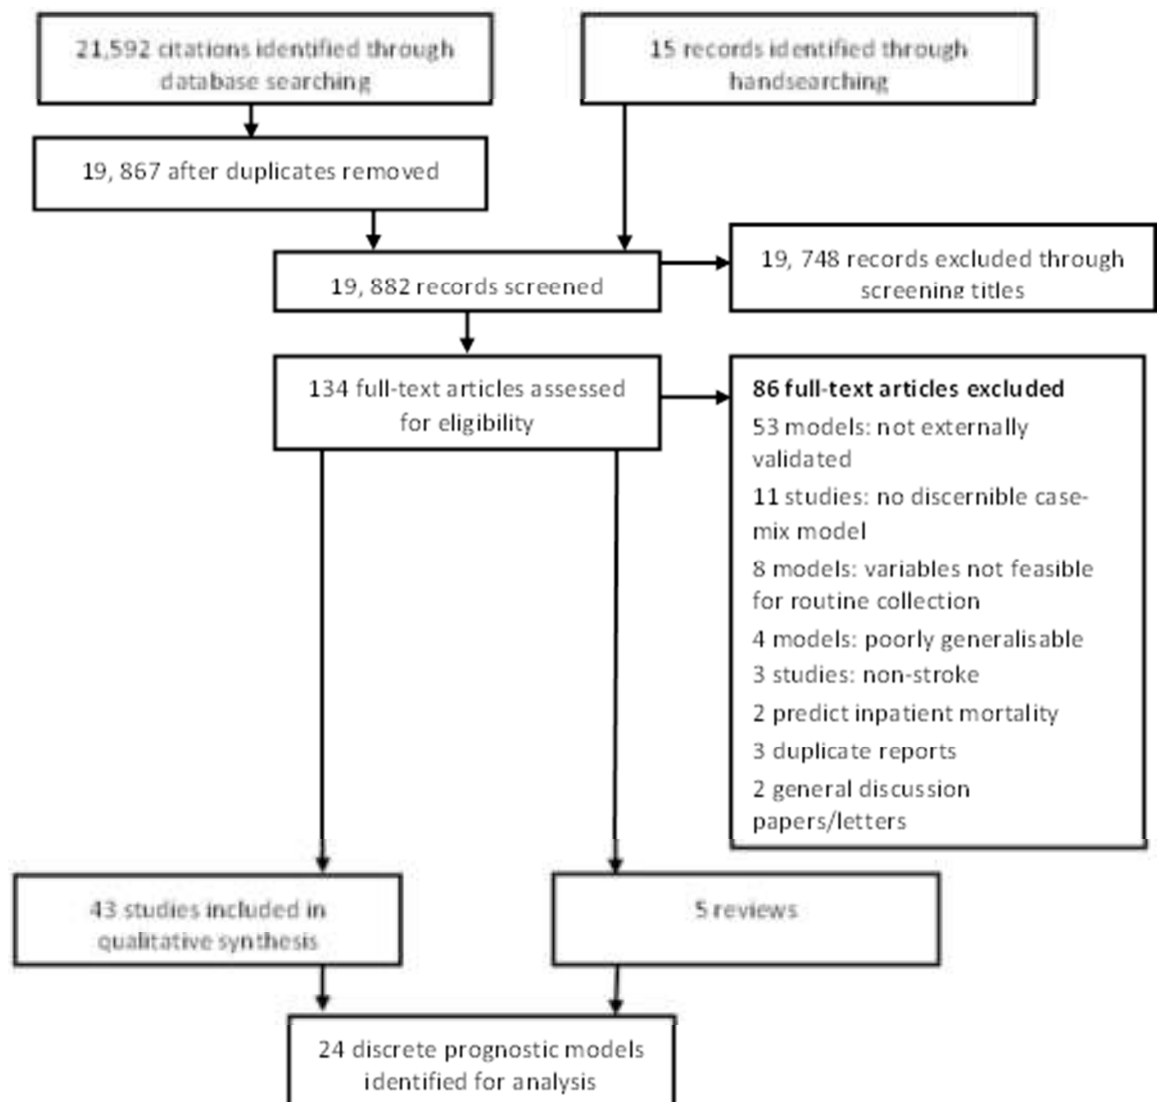 21,592 citations identified through
database searching
15 records identified through
handsearching
19, 867 after duplicates removed
19, 882 records screened
19, 748 records excluded through
screening titles
134 full-text articles assessed
for eligibility
86 full-text articles excluded
53 models: not externally
validated
11 studies: no discernible case-
mix model
8 models: variables not feasible
for routine collection
4 models: poorly generalisable
3 studies: non-stroke
2 predict inpatient mortality
3 duplicate reports
2 general discussion
papers/letters
43 studies included in
qualitative synthesis
5 reviews
24 discrete prognostic models
identified for analysis